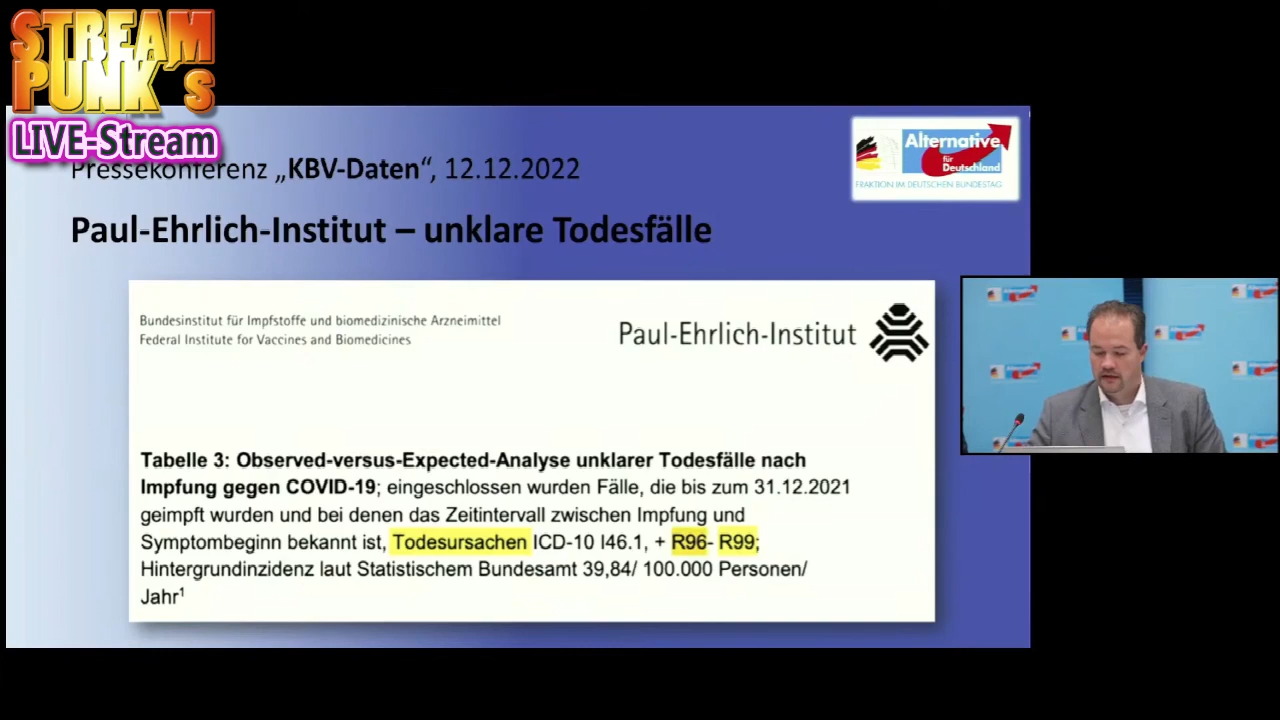 STREAM
PUNK´s
LIVE-Stream
Pressekonferenz „KBV-Daten“, 12.12.2022
Alternative
für
Deutschland
FRAKTION IM DEUTSCHEN BUNDESTAG
Paul-Ehrlich-Institut – unklare Todesfälle
Bundesinstitut für Impfstoffe und biomedizinische Arzneimittel
Federal Institute for Vaccines and Biomedicines
Paul-Ehrlich-Institut
Tabelle 3: Observed-versus-Expected-Analyse unklarer Todesfälle nach
Impfung gegen COVID-19; eingeschlossen wurden Fälle, die bis zum 31.12.2021
geimpft wurden und bei denen das Zeitintervall zwischen Impfung und
Symptombeginn bekannt ist, Todesursachen ICD-10 I46.1, + R96- R99;
Hintergrundinzidenz laut Statistischem Bundesamt 39,84/ 100.000 Personen/
Jahr¹